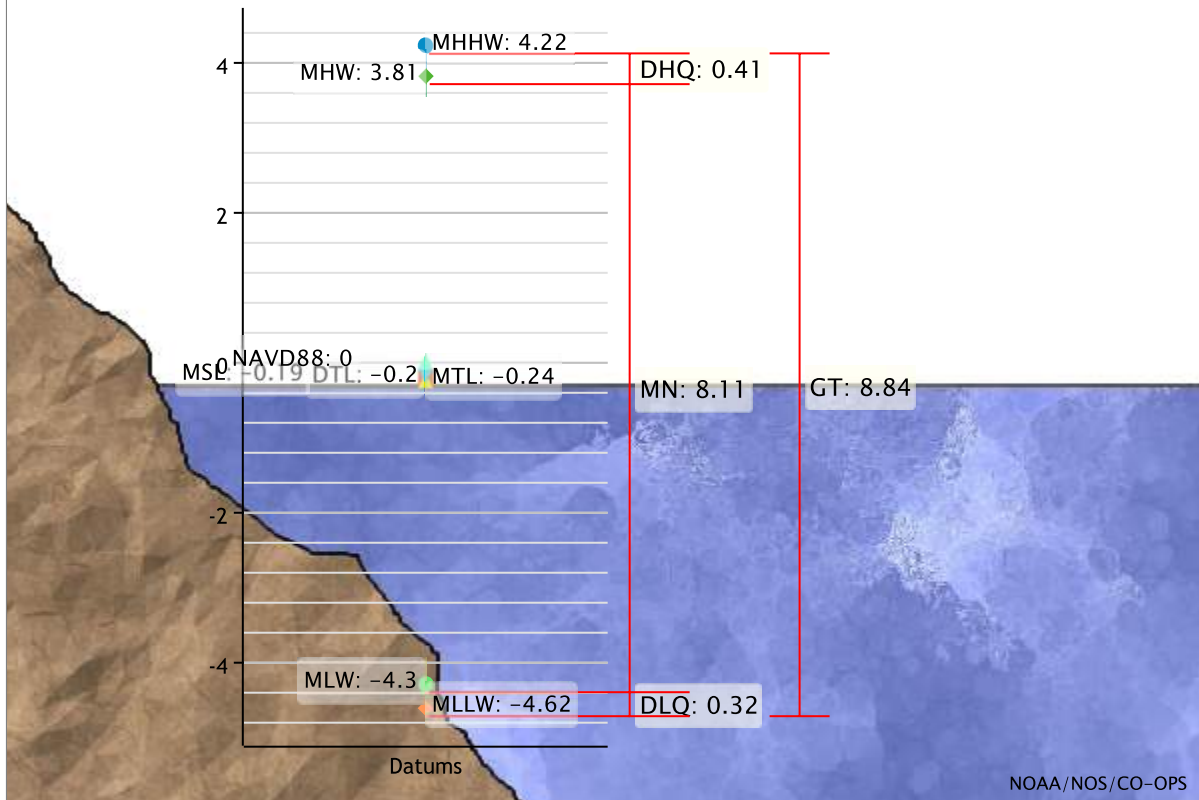 MHHW: 4.22
4
MHW: 3.81
DHQ: 0.41
2
0
NAVD88: 0
MSL: −0.19
DTL: −0.2
MTL: −0.24
MN: 8.11
GT: 8.84
-2
-4
MLW: −4.3
MLLW: −4.62
DLQ: 0.32
Datums
NOAA/NOS/CO−OPS